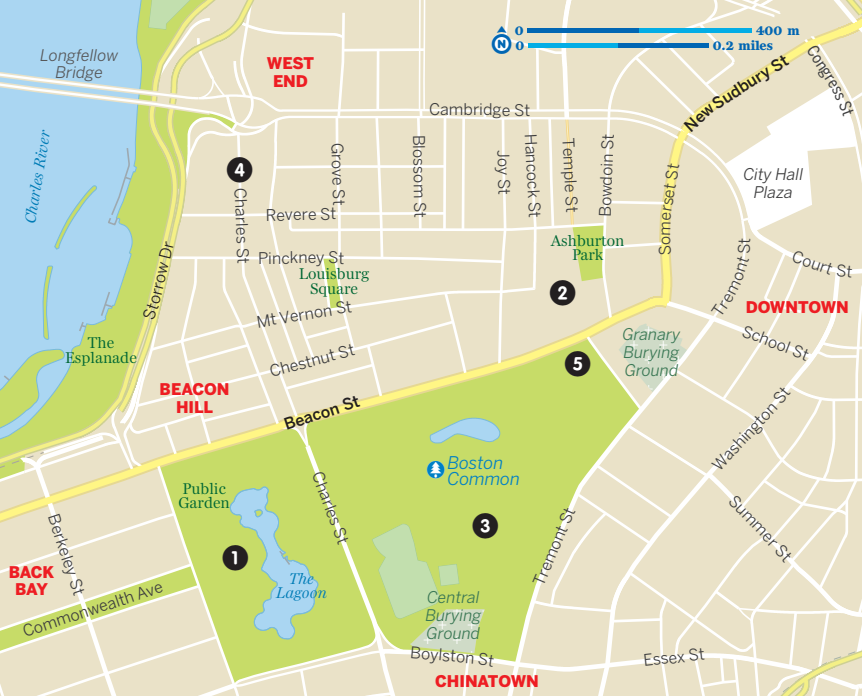 Longfellow
Bridge
WEST
END
0
400 m
N
0
0.2 miles
New Sudbury St
Congress St
Cambridge St
Charles River
4
Charles St
Grove St
Blossom St
Joy St
Hancock St
Temple St
Bowdoin St
Somerset St
City Hall
Plaza
Revere St
Pinckney St
Louisburg
Square
Ashburton
Park
Storrow Dr
Tremont St
Court St
2
Mt Vernon St
DOWNTOWN
The
Esplanade
Chestnut St
5
Granary
Burying
Ground
School St
BEACON
HILL
Beacon St
Washington St
Boston
Common
Public
Garden
Charles St
3
Summer St
Berkeley St
1
Tremont St
BACK
BAY
The
Lagoon
Commonwealth Ave
Central
Burying
Ground
Boylston St
Essex St
CHINATOWN